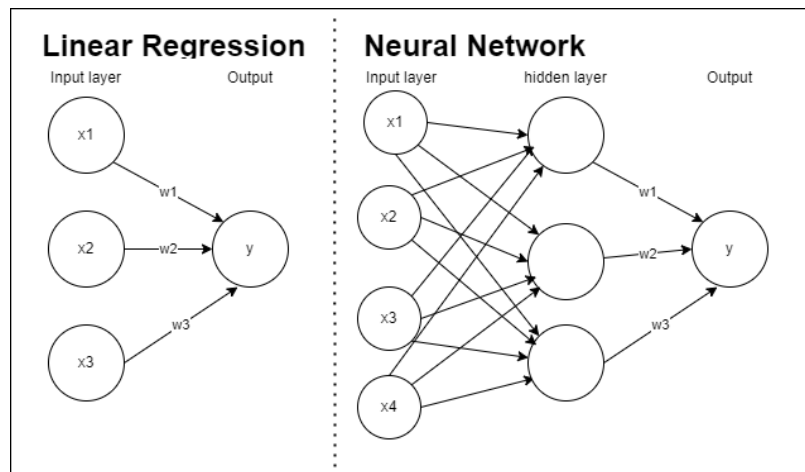 Linear Regression
Input layer
Output
x1
w1
x2
w2
y
x3
w3
Neural Network
Input layer
hidden layer
Output
x1
w1
x2
w2
y
x3
w3
x4